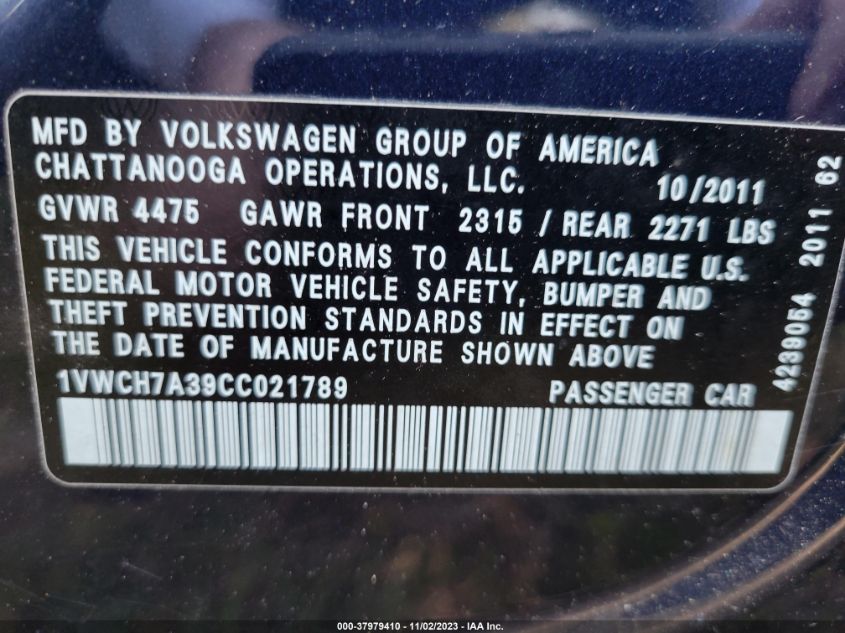 MFD BY VOLKSWAGEN GROUP OF AMERICA
CHATTANOOGA OPERATIONS, LLC. 10/2011
GVWR 4475 GAWR FRONT 2315 / REAR 2271 LBS
THIS VEHICLE CONFORMS TO ALL APPLICABLE U.S.
FEDERAL MOTOR VEHICLE SAFETY, BUMPER AND
THEFT PREVENTION STANDARDS IN EFFECT ON
THE DATE OF MANUFACTURE SHOWN ABOVE
1VWCH7A39CC021789 PASSENGER CAR
4239054 2011 62
000-37979410 - 11/02/2023 - IAA Inc.